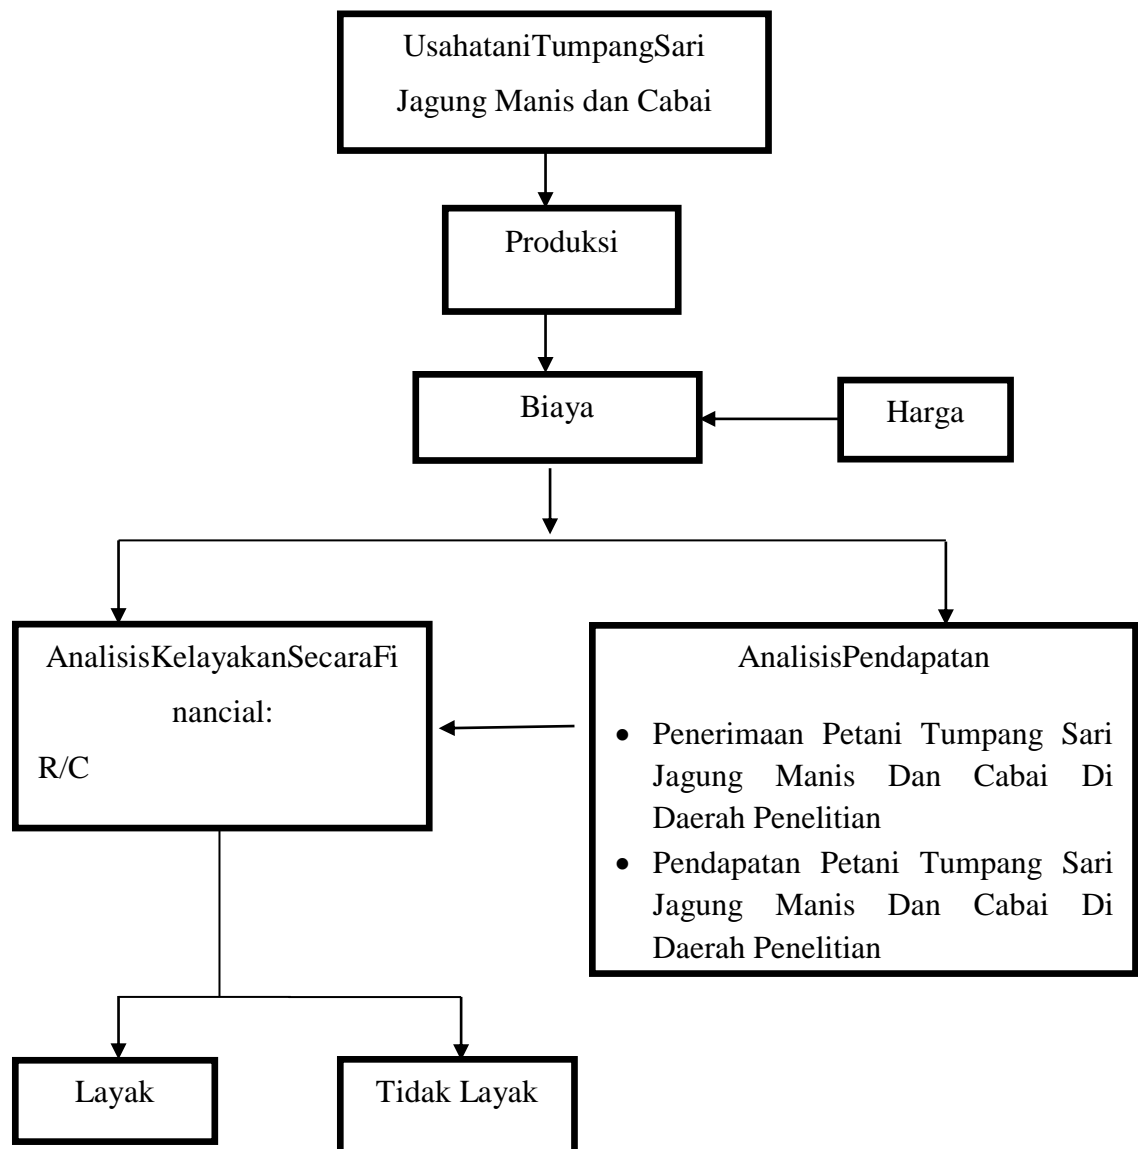 UsahataniTumpangSari
Jagung Manis dan Cabai
Produksi
Biaya
Harga
AnalisisKelayakanSecaraFi
nancial:
R/C
AnalisisPendapatan
• Penerimaan Petani Tumpang Sari
Jagung Manis Dan Cabai Di
Daerah Penelitian
• Pendapatan Petani Tumpang Sari
Jagung Manis Dan Cabai Di
Daerah Penelitian
Layak
Tidak Layak